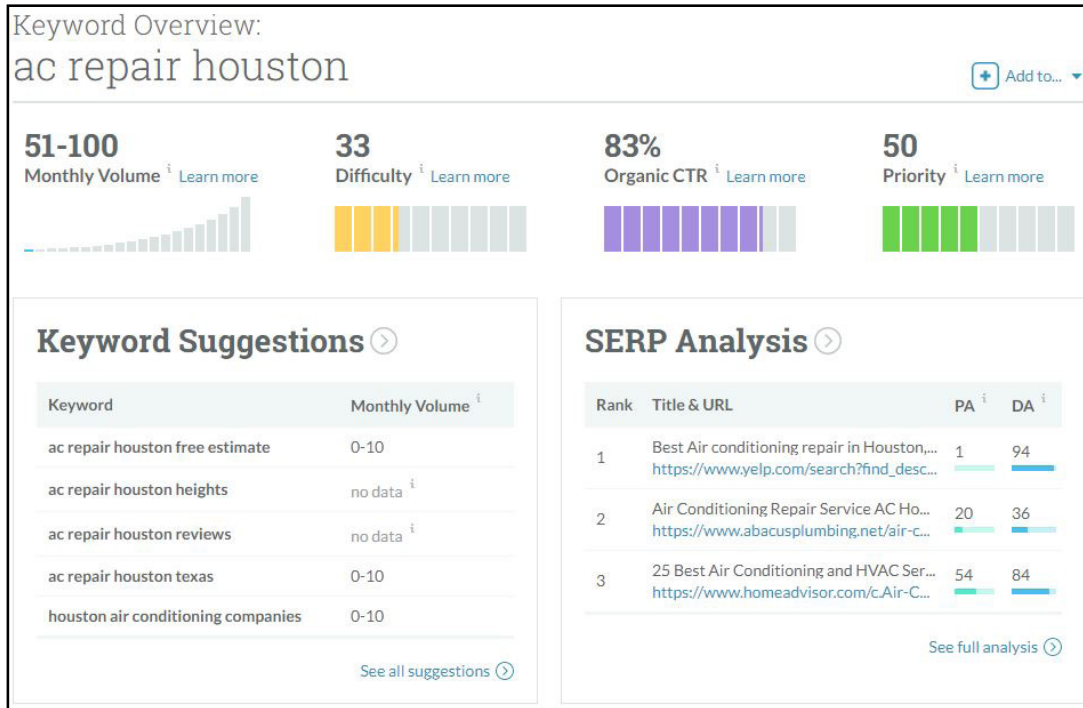 Keyword Overview:
ac repair houston
Add to...
51-100
Monthly Volume i Learn more
33
Difficulty i Learn more
83%
Organic CTR i Learn more
50
Priority i Learn more
Keyword Suggestions
Keyword Monthly Volume i
ac repair houston free estimate 0-10
ac repair houston heights no data i
ac repair houston reviews no data i
ac repair houston texas 0-10
houston air conditioning companies 0-10
See all suggestions
SERP Analysis
Rank Title & URL PA i DA i
1 Best Air conditioning repair in Houston,... 1 94
https://www.yelp.com/search?find_desc...
2 Air Conditioning Repair Service AC Ho... 20 36
https://www.abacusplumbing.net/air-c...
3 25 Best Air Conditioning and HVAC Ser... 54 84
https://www.homeadvisor.com/c.Air-C...
See full analysis